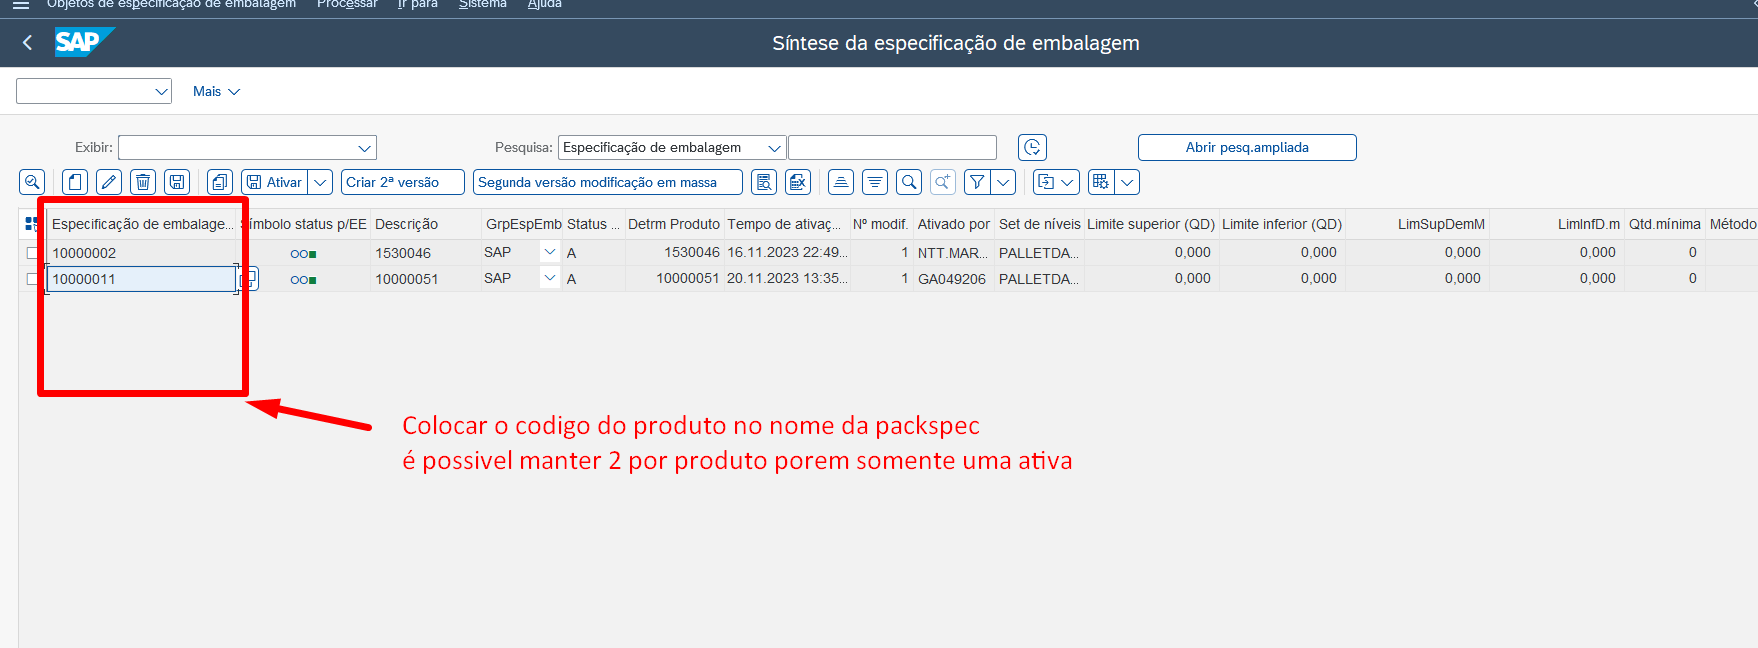 Objetos de especificação de embalagem Processar Ir para Sistema Ajuda
SAP Síntese da especificação de embalagem
Mais
Exibir: Pesquisa: Especificação de embalagem Abrir pesq.ampliada
Ativar Criar 2ª versão Segunda versão modificação em massa
Especificação de embalage... Símbolo status p/EE Descrição GrpEspEmb Status ... Detrm Produto Tempo de ativaç... Nº modif. Ativado por Set de níveis Limite superior (QD) Limite inferior (QD) LimSupDemM LimInfD.m Qtd.mínima Método
10000002 1530046 SAP A 1530046 16.11.2023 22:49... 1 NTT.MAR... PALLETDA... 0,000 0,000 0,000 0,000 0
10000011 10000051 SAP A 10000051 20.11.2023 13:35... 1 GA049206 PALLETDA... 0,000 0,000 0,000 0,000 0
Colocar o codigo do produto no nome da packspec
é possivel manter 2 por produto porem somente uma ativa